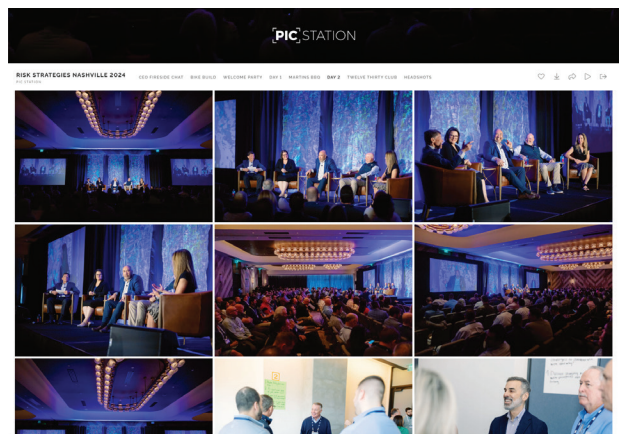 [PIC]STATION
RISK STRATEGIES NASHVILLE 2024
PIC STATION
CEO FIRESIDE CHAT BIKE BUILD WELCOME PARTY DAY 1 MARTINS BBQ DAY 2 TWELVE THIRTY CLUB HEADSHOTS